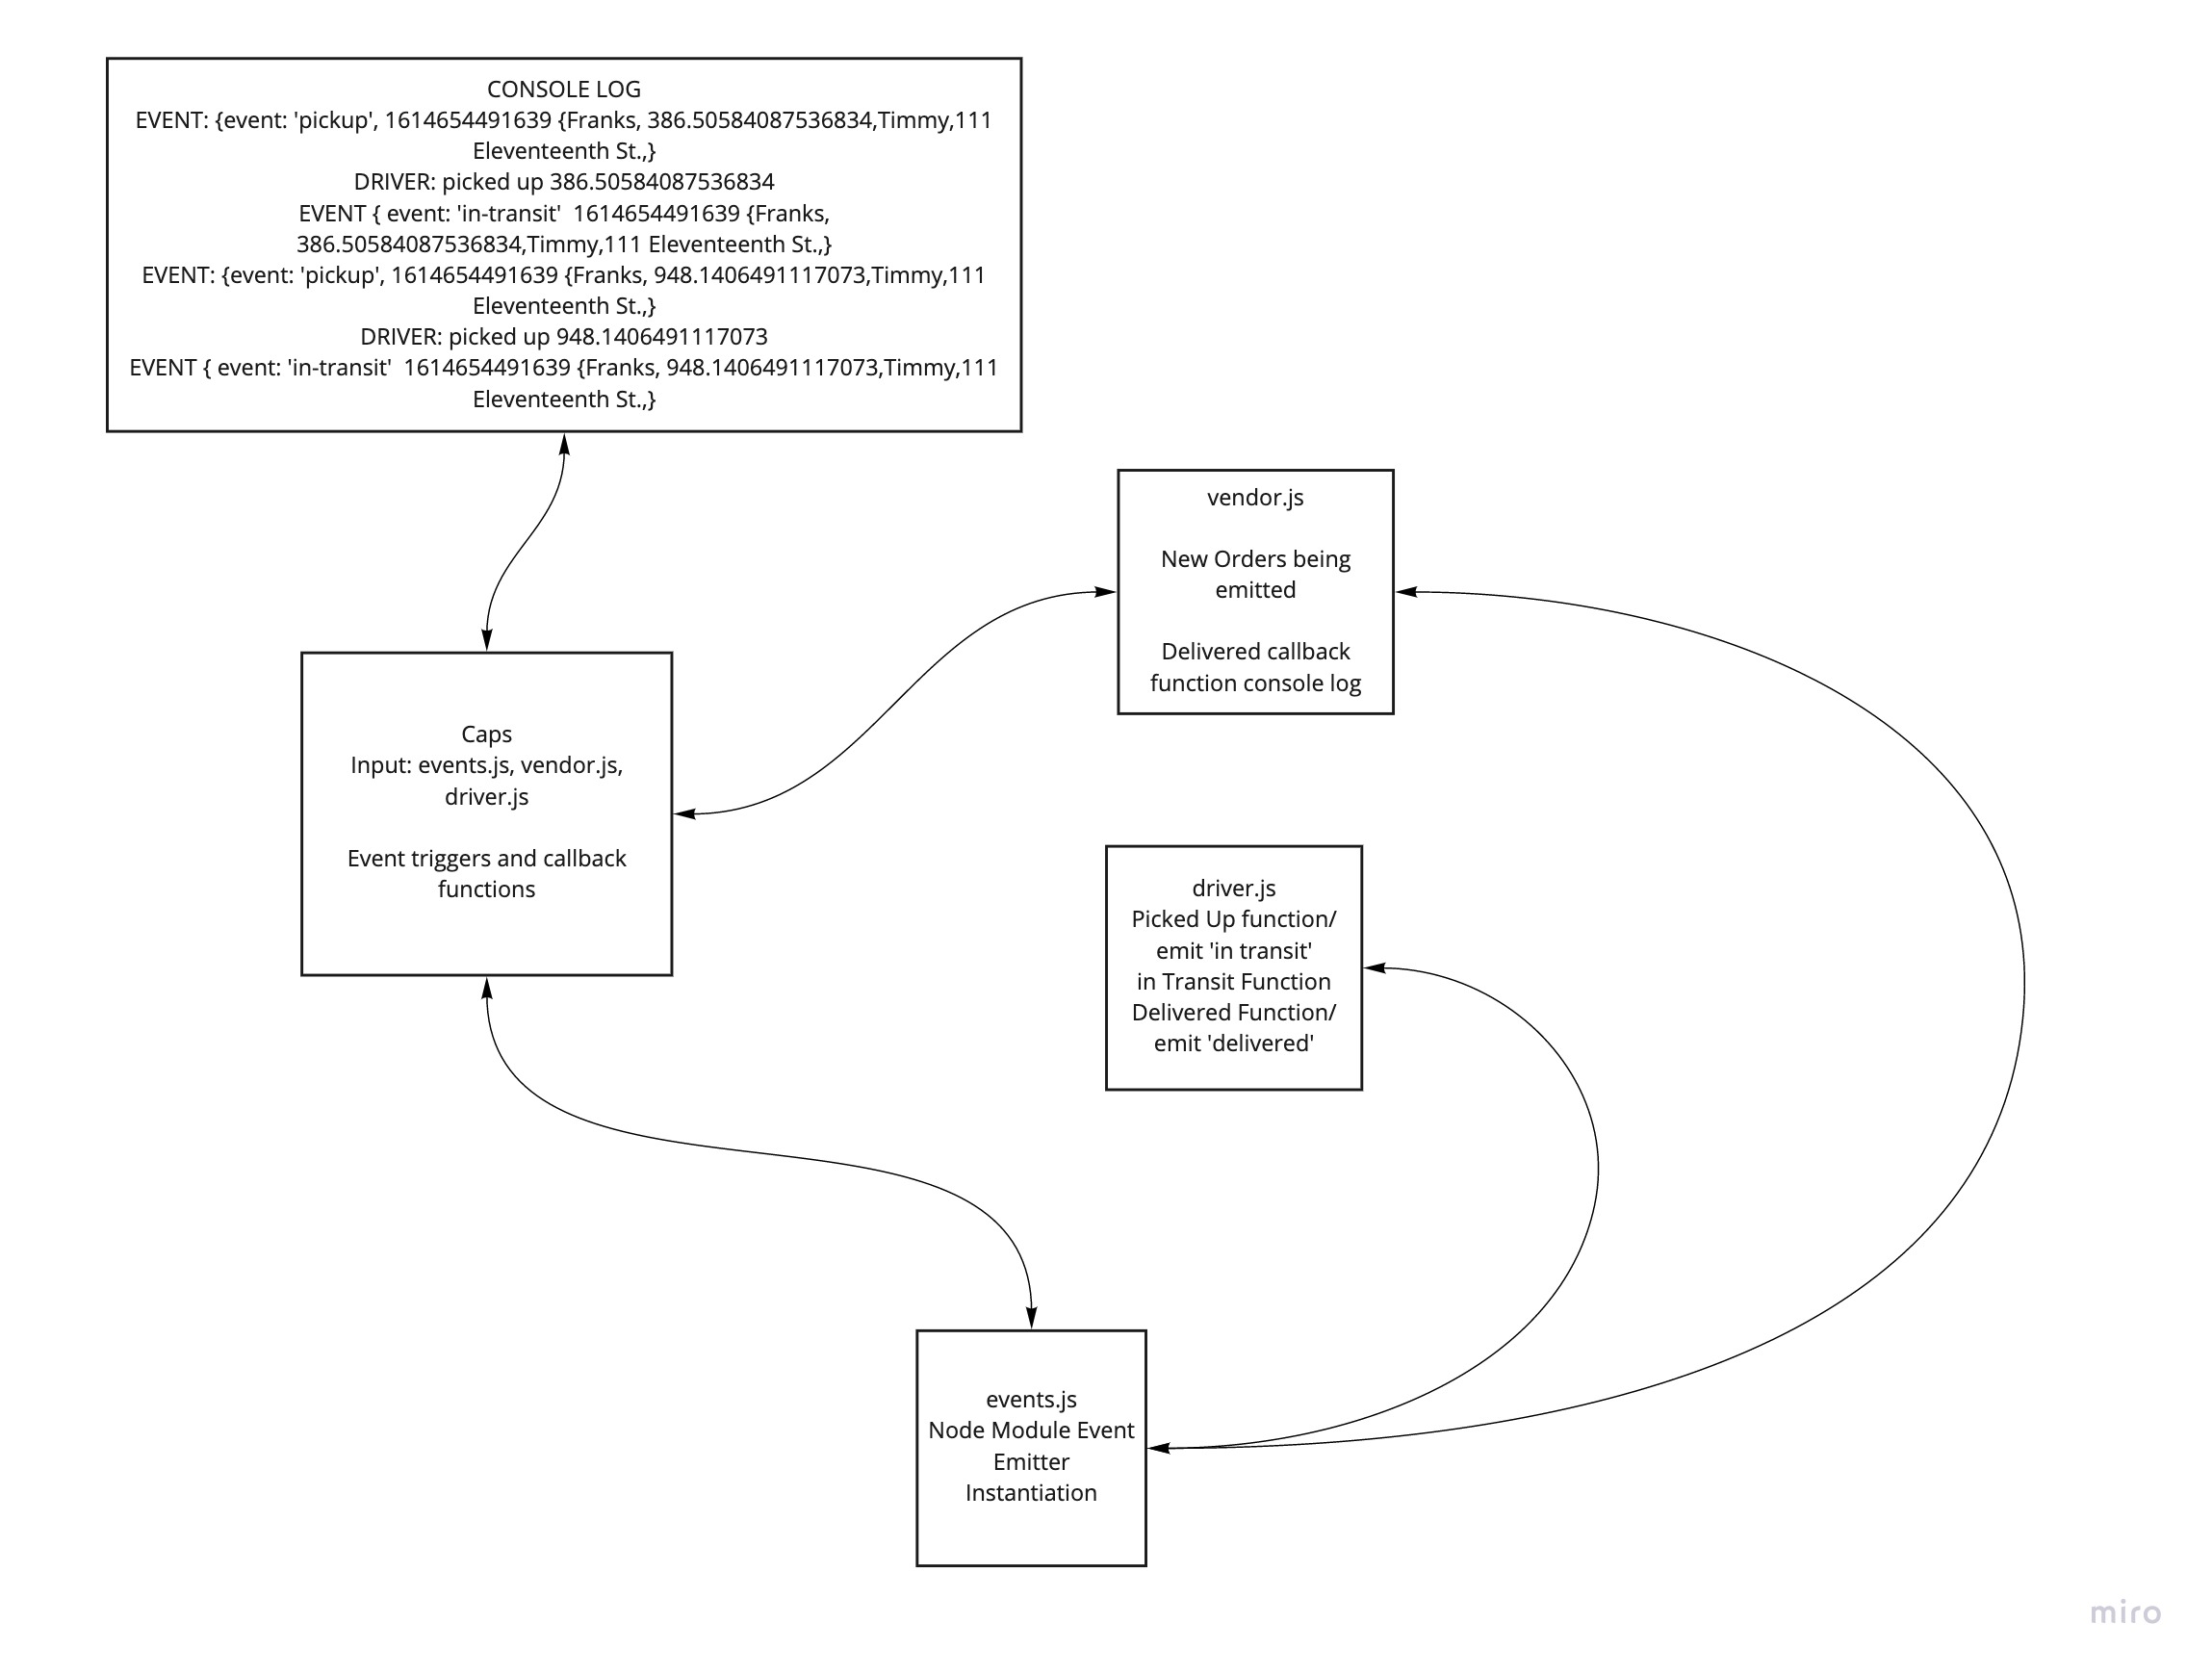 CONSOLE LOG
EVENT: {event: 'pickup', 1614654491639 {Franks, 386.50584087536834,Timmy,111
Eleventeenth St.,}
DRIVER: picked up 386.50584087536834
EVENT { event: 'in-transit'  1614654491639 {Franks,
386.50584087536834,Timmy,111 Eleventeenth St.,}
EVENT: {event: 'pickup', 1614654491639 {Franks, 948.1406491117073,Timmy,111
Eleventeenth St.,}
DRIVER: picked up 948.1406491117073
EVENT { event: 'in-transit'  1614654491639 {Franks, 948.1406491117073,Timmy,111
Eleventeenth St.,}
vendor.js
New Orders being
emitted
Delivered callback
function console log
Caps
Input: events.js, vendor.js,
driver.js
Event triggers and callback
functions
driver.js
Picked Up function/
emit 'in transit'
in Transit Function
Delivered Function/
emit 'delivered'
events.js
Node Module Event
Emitter
Instantiation
miro